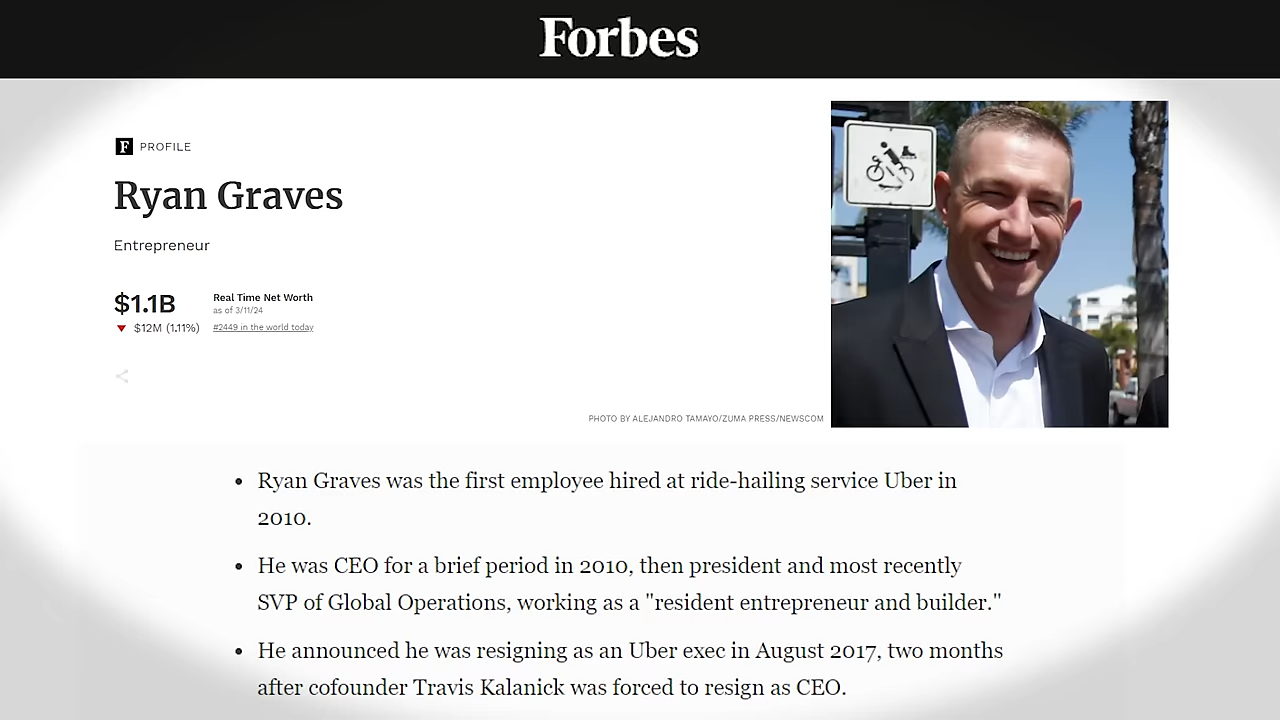 Forbes
F PROFILE
Ryan Graves
Entrepreneur
$1.1B
Real Time Net Worth
as of 3/11/24
$12M (1.11%)
#2449 in the world today
PHOTO BY ALEJANDRO TAMAYO/ZUMA PRESS/NEWSCOM
• Ryan Graves was the first employee hired at ride-hailing service Uber in
2010.
• He was CEO for a brief period in 2010, then president and most recently
SVP of Global Operations, working as a "resident entrepreneur and builder."
• He announced he was resigning as an Uber exec in August 2017, two months
after cofounder Travis Kalanick was forced to resign as CEO.